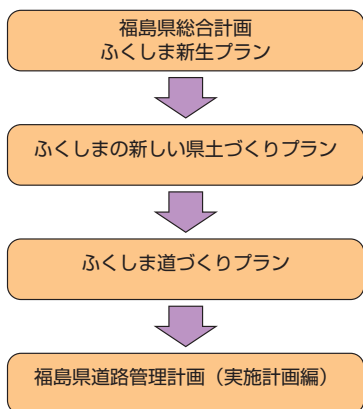 福島県総合計画
ふくしま新生プラン
ふくしまの新しい県土づくりプラン
ふくしま道づくりプラン
福島県道路管理計画（実施計画編）